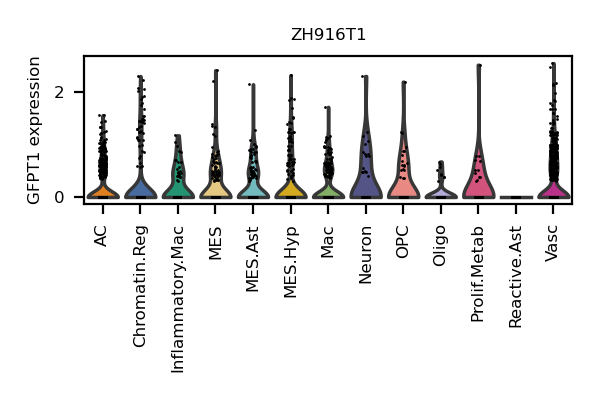 ZH916T1
GFPT1 expression
2
0
AC
Chromatin.Reg
Inflammatory.Mac
MES
MES.Ast
MES.Hyp
Mac
Neuron
OPC
Oligo
Prolif.Metab
Reactive.Ast
Vasc